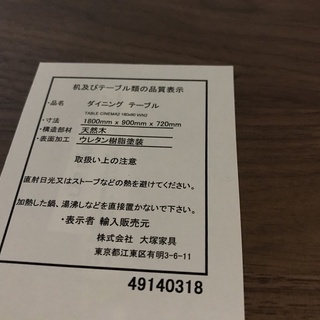 机及びテーブル類の品質表示
・品名 ダイニング テーブル
TABLE CINEMA2 180x90 WN2
・寸法 1800mm × 900mm × 720mm
・構造部材 天然木
・表面加工 ウレタン樹脂塗装
取扱い上の注意
直射日光又はストーブなどの熱を避けてください。
加熱した鍋、湯沸しなどを直接置かないで下さい。
・表示者 輸入販売元
株式会社 大塚家具
東京都江東区有明3-6-11
49140318